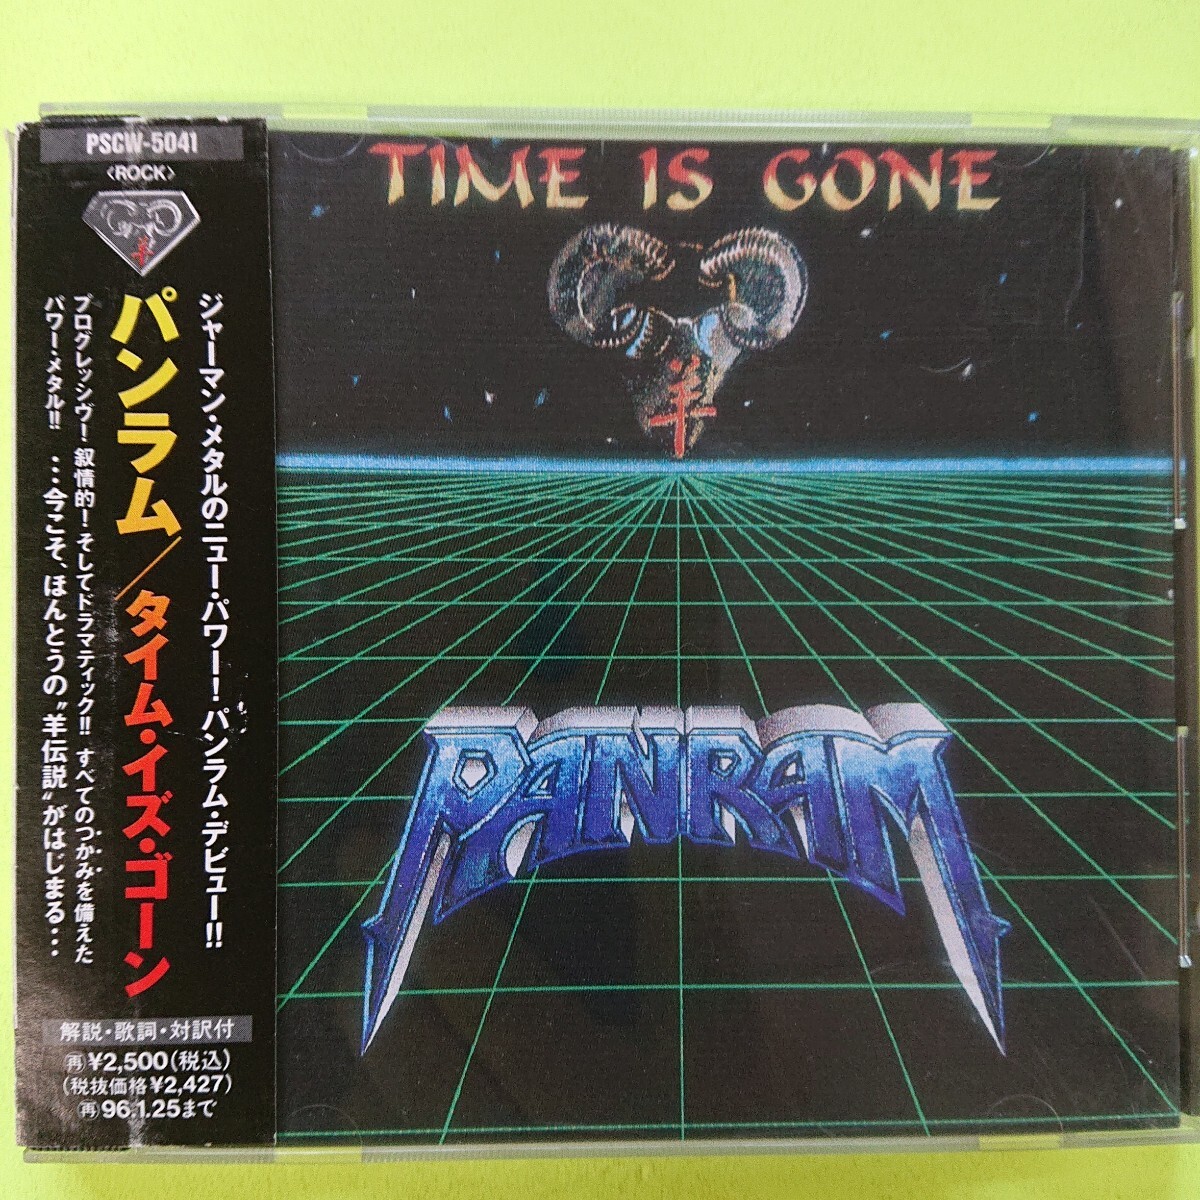 PSCW-5041
〈ROCK〉
羊
ジャーマン・メタルのニュー・パワー! パンラム・デビュー!!
パンラム/タイム・イズ・ゴーン
プログレッシヴ! 叙情的! そしてドラマティック!! すべてのつかみを備えた
パワー・メタル!! …今こそ、ほんとうの"羊伝説"がはじまる…
解説・歌詞・対訳付
再¥2,500(税込)
(税抜価格¥2,427)
再96.1.25まで
TIME IS GONE
羊
PANRAM